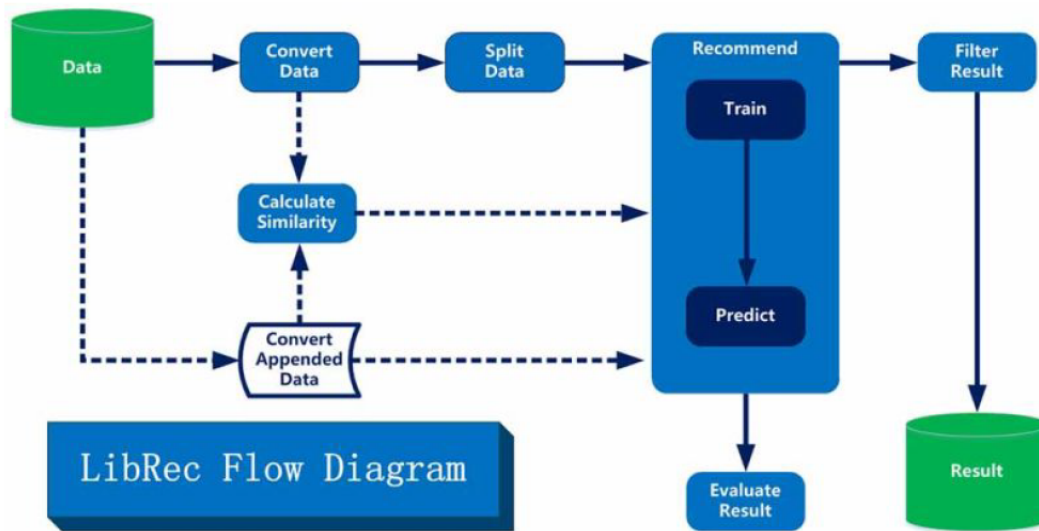 Data
Convert
Data
Split
Data
Recommend
Filter
Result
Train
Calculate
Similarity
Predict
Convert
Appended
Data
LibRec Flow Diagram
Evaluate
Result
Result